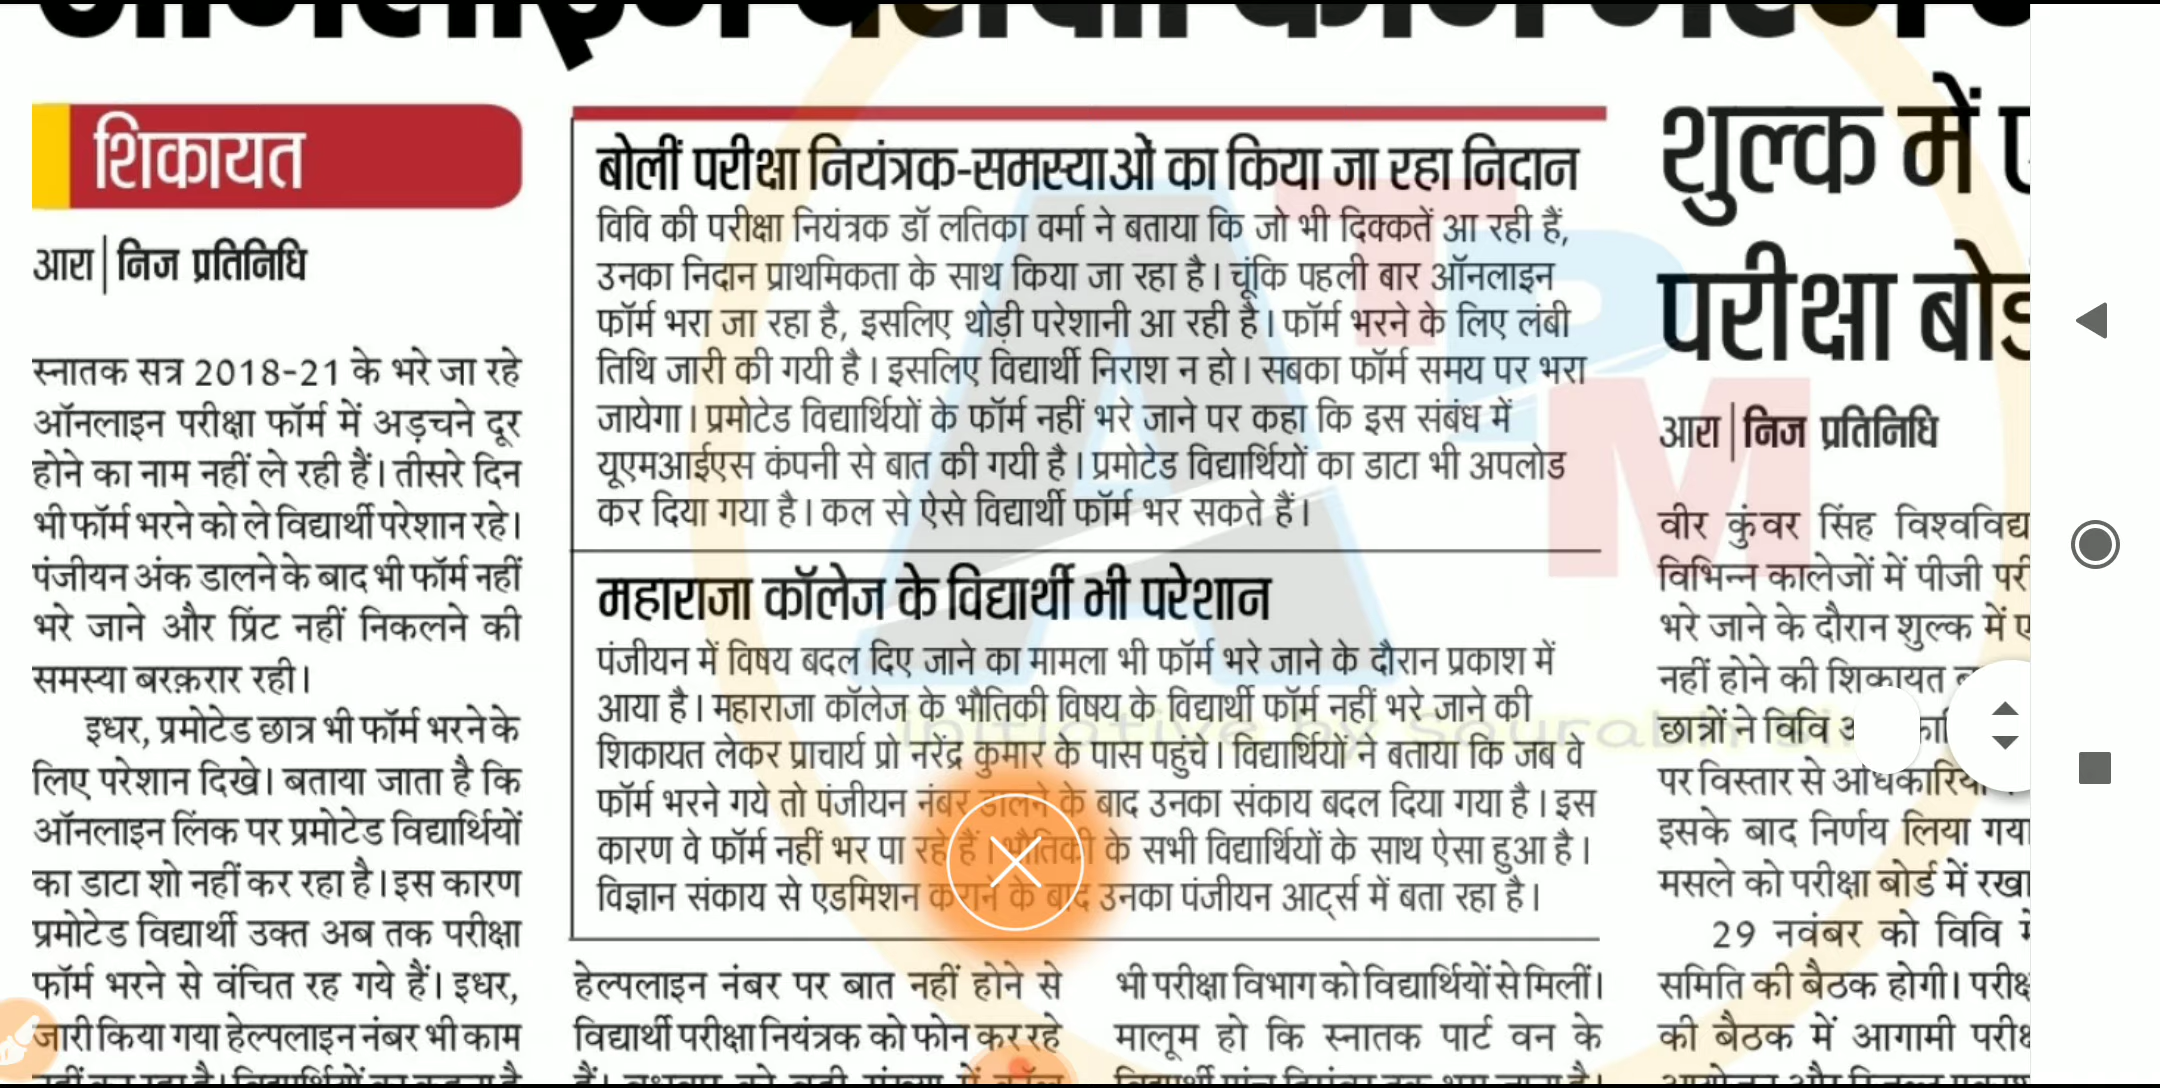 शिकायत
आरा|निज प्रतिनिधि
स्नातक सत्र 2018-21 के भरे जा रहे
ऑनलाइन परीक्षा फॉर्म में अड़चने दूर
होने का नाम नहीं ले रही हैं। तीसरे दिन
भी फॉर्म भरने को ले विद्यार्थी परेशान रहे।
पंजीयन अंक डालने के बाद भी फॉर्म नहीं
भरे जाने और प्रिंट नहीं निकलने की
समस्या बरक़रार रही।
इधर, प्रमोटेड छात्र भी फॉर्म भरने के
लिए परेशान दिखे। बताया जाता है कि
ऑनलाइन लिंक पर प्रमोटेड विद्यार्थियों
का डाटा शो नहीं कर रहा है। इस कारण
प्रमोटेड विद्यार्थी उक्त अब तक परीक्षा
फॉर्म भरने से वंचित रह गये हैं। इधर,
जारी किया गया हेल्पलाइन नंबर भी काम
बोलीं परीक्षा नियंत्रक-समस्याओं का किया जा रहा निदान
विवि की परीक्षा नियंत्रक डॉ लतिका वर्मा ने बताया कि जो भी दिक्कतें आ रही हैं,
उनका निदान प्राथमिकता के साथ किया जा रहा है। चूंकि पहली बार ऑनलाइन
फॉर्म भरा जा रहा है, इसलिए थोड़ी परेशानी आ रही है। फॉर्म भरने के लिए लंबी
तिथि जारी की गयी है। इसलिए विद्यार्थी निराश न हो। सबका फॉर्म समय पर भरा
जायेगा। प्रमोटेड विद्यार्थियों के फॉर्म नहीं भरे जाने पर कहा कि इस संबंध में
यूएमआईएस कंपनी से बात की गयी है। प्रमोटेड विद्यार्थियों का डाटा भी अपलोड
कर दिया गया है। कल से ऐसे विद्यार्थी फॉर्म भर सकते हैं।
महाराजा कॉलेज के विद्यार्थी भी परेशान
पंजीयन में विषय बदल दिए जाने का मामला भी फॉर्म भरे जाने के दौरान प्रकाश में
आया है। महाराजा कॉलेज के भौतिकी विषय के विद्यार्थी फॉर्म नहीं भरे जाने की
शिकायत लेकर प्राचार्य प्रो नरेंद्र कुमार के पास पहुंचे। विद्यार्थियों ने बताया कि जब वे
फॉर्म भरने गये तो पंजीयन नंबर डालने के बाद उनका संकाय बदल दिया गया है। इस
कारण वे फॉर्म नहीं भर पा रहे हैं। भौतिकी के सभी विद्यार्थियों के साथ ऐसा हुआ है।
विज्ञान संकाय से एडमिशन कराने के बाद उनका पंजीयन आर्ट्स में बता रहा है।
हेल्पलाइन नंबर पर बात नहीं होने से
विद्यार्थी परीक्षा नियंत्रक को फोन कर रहे
भी परीक्षा विभाग को विद्यार्थियों से मिलीं।
मालूम हो कि स्नातक पार्ट वन के
शुल्क में
परीक्षा
आरा|निज प्रतिनिधि
वीर कुंवर सिंह
विभिन्न कालेजों में पीजी
भरे जाने के दौरान शुल्क में
नहीं होने की शिकायत
छात्रों ने विवि
पर विस्तार से
इसके बाद निर्णय लिया गया
मसले को परीक्षा बोर्ड में रखा
29 नवंबर को विवि
समिति की बैठक होगी।
की बैठक में आगामी
ATPM
initiative by Saurabh